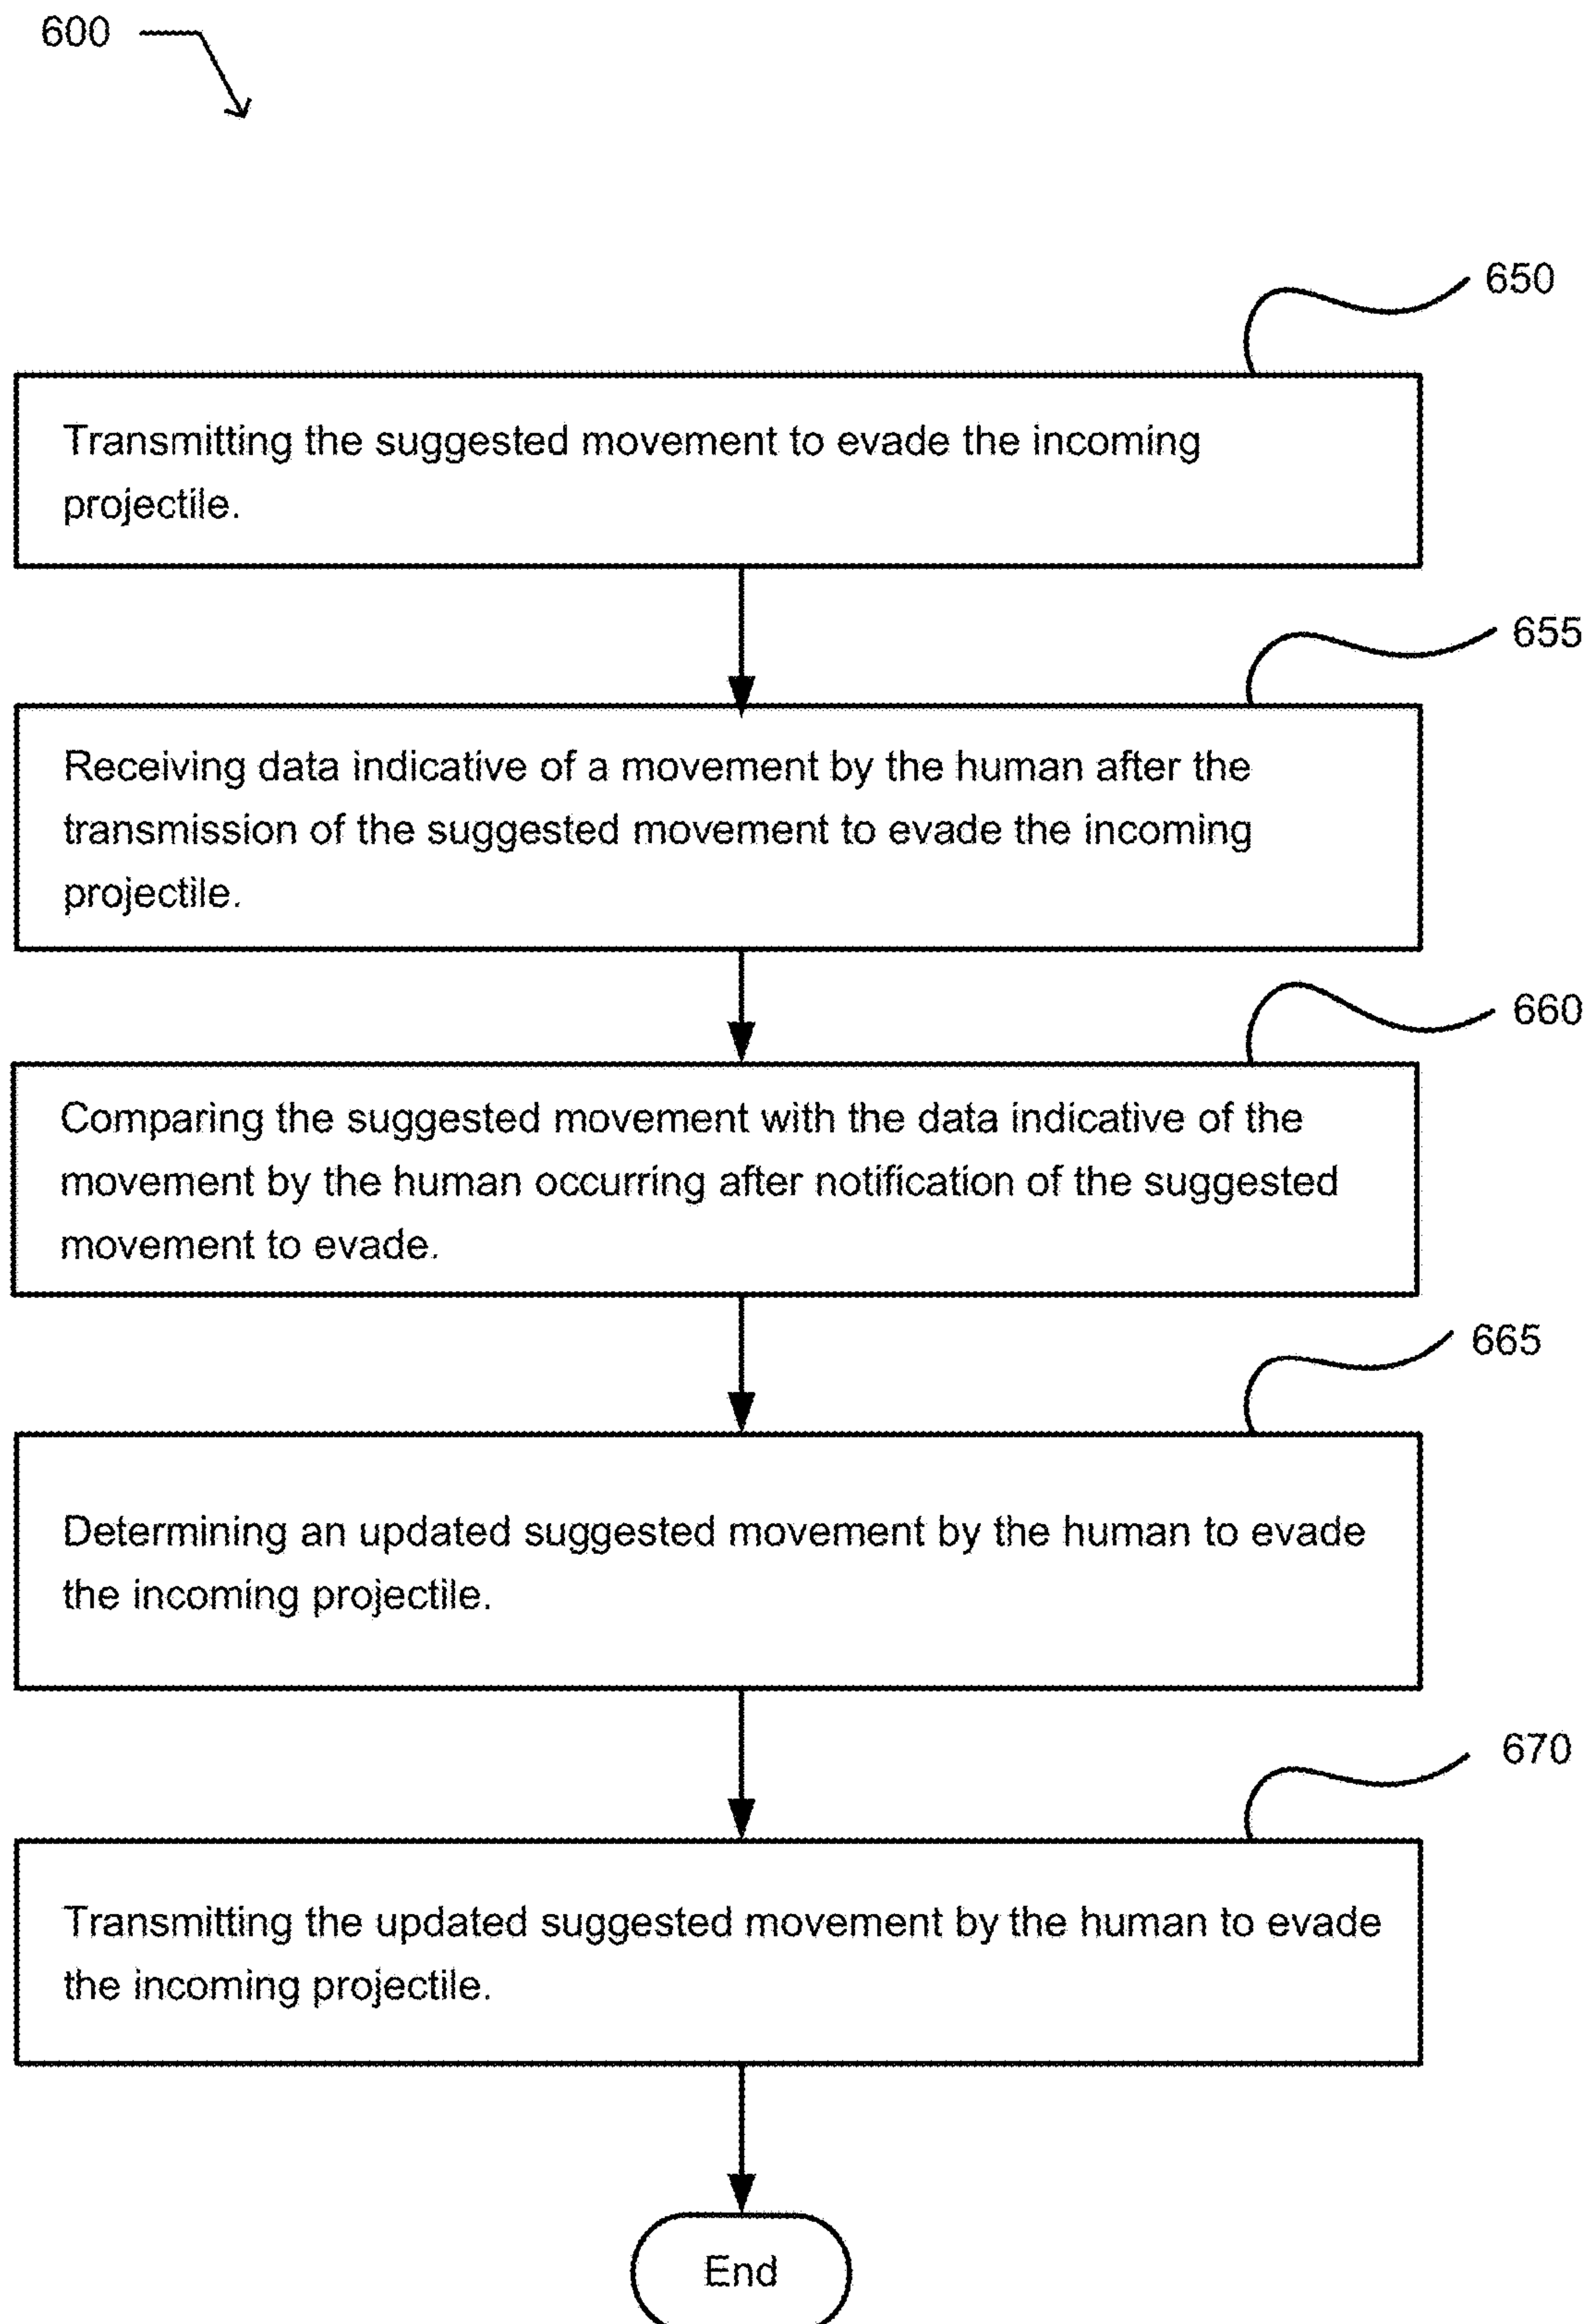 600
650
Transmitting the suggested movement to evade the incoming
projectile.
655
Receiving data indicative of a movement by the human after the
transmission of the suggested movement to evade the incoming
projectile.
660
Comparing the suggested movement with the data indicative of the
movement by the human occurring after notification of the suggested
movement to evade.
665
Determining an updated suggested movement by the human to evade
the incoming projectile.
670
Transmitting the updated suggested movement by the human to evade
the incoming projectile.
End